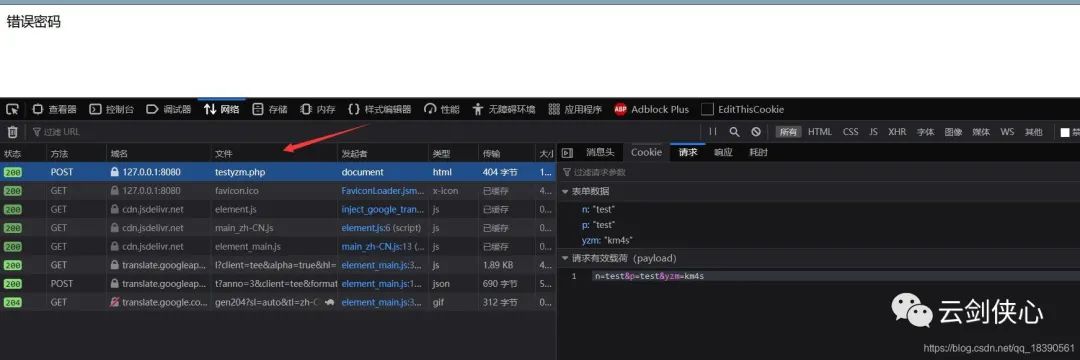 错误密码
查看器 控制台 调试器 网络 存储 内存 样式编辑器 性能 无障碍环境 应用程序 ABP Adblock Plus EditThisCookie
过滤 URL 所有 HTML CSS JS XHR 字体 图像 媒体 WS 其他 禁
状态 方法 域名 文件 发起者 类型 传输 大小 消息头 Cookie 请求 响应 耗时
200 POST 127.0.0.1:8080 testyzm.php document html 404 字节 1...
过滤请求参数
200 GET 127.0.0.1:8080 favicon.ico FaviconLoader.jsm... x-icon 已缓存 4...
表单数据
200 GET cdn.jsdelivr.net element.js inject_google_tran... js 已缓存 0...
n: "test"
200 GET cdn.jsdelivr.net main_zh-CN.js element.js:6 (script) js 已缓存 0...
p: "test"
200 GET cdn.jsdelivr.net element_main.js main_zh-CN.js:13 (... js 已缓存 0...
yzm: "km4s"
200 GET translate.googleap... l?client=tee&alpha=true&hl= element_main.js:3... js 1.89 KB 4...
请求有效载荷（payload）
200 POST translate.googleap... t?anno=3&client=tee&format element_main.js:1... json 690 字节 5...
1 n=test&p=test&yzm=km4s
204 GET translate.google.co... gen204?sl=auto&tl=zh-C element_main.js:3... gif 312 字节 0...
云剑侠心
https://blog.csdn.net/qq_18390561